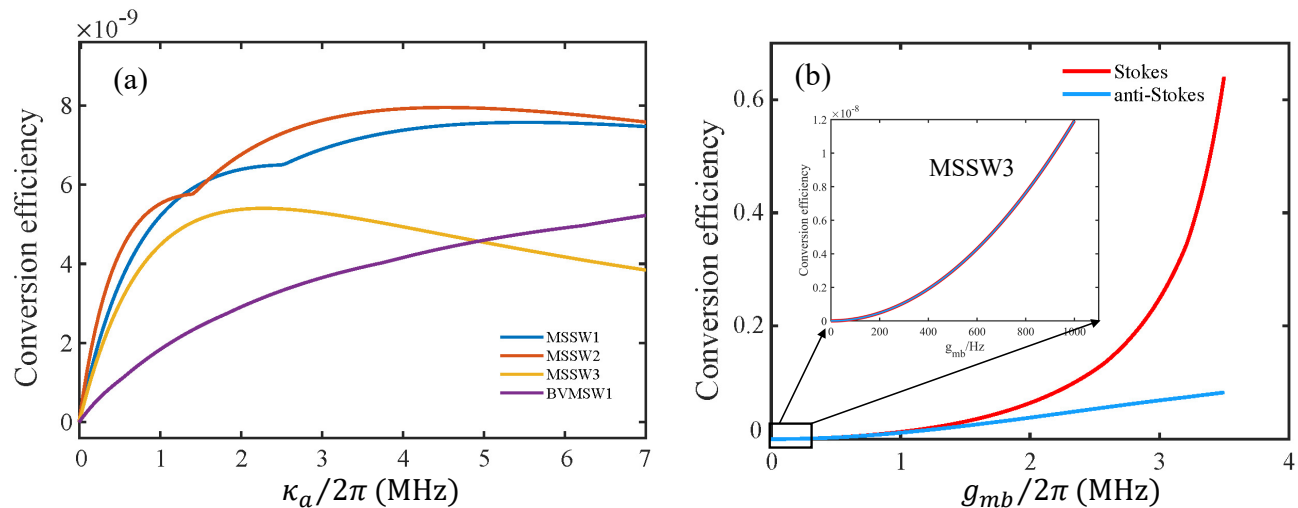 ×10⁻⁹
(a)
Conversion efficiency
8
6
4
2
0
MSSW1
MSSW2
MSSW3
BVMSW1
0 1 2 3 4 5 6 7
κₐ/2π (MHz)
(b)
Stokes
anti-Stokes
Conversion efficiency
0.6
0.4
0.2
0
×10⁻⁸
MSSW3
Conversion efficiency
1.2
1
0.8
0.6
0.4
0.2
0
0 200 400 600 800 1000
g_mb/Hz
0 1 2 3 4
g_mb/2π (MHz)